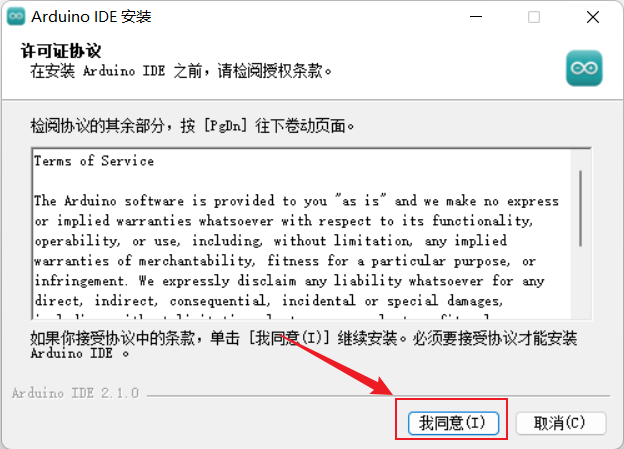 Arduino IDE 安装
许可证协议
在安装 Arduino IDE 之前，请检阅授权条款。
检阅协议的其余部分，按 [PgDn] 往下卷动页面。
Terms of Service
The Arduino software is provided to you "as is" and we make no express
or implied warranties whatsoever with respect to its functionality,
operability, or use, including, without limitation, any implied
warranties of merchantability, fitness for a particular purpose, or
infringement. We expressly disclaim any liability whatsoever for any
direct, indirect, consequential, incidental or special damages,
如果你接受协议中的条款，单击 [我同意(I)] 继续安装。必须要接受协议才能安装
Arduino IDE 。
Arduino IDE 2.1.0
我同意(I)
取消(C)